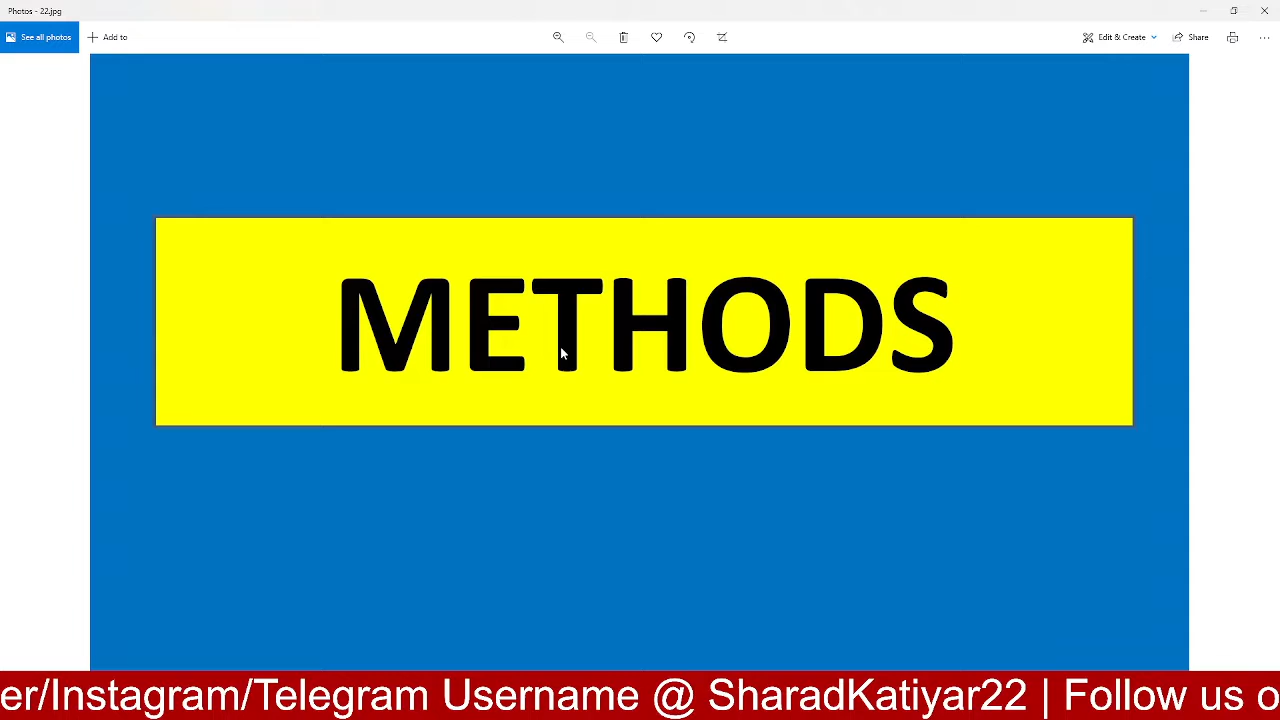 Photos - 22.jpg
See all photos
Add to
Edit & Create
Share
METHODS
er/Instagram/Telegram Username @ SharadKatiyar22 | Follow us o